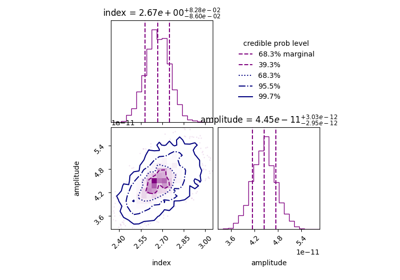 index = 2.67e+00+8.28e−02 −8.60e−02
credible prob level
68.3% marginal
39.3%
68.3%
95.5%
99.7%
1e−11
amplitude = 4.45e−11+3.03e−12 −2.95e−12
amplitude
5.4
4.8
4.2
3.6
2.40 2.55 2.70 2.85 3.00
3.6 4.2 4.8 5.4
1e−11
index
amplitude